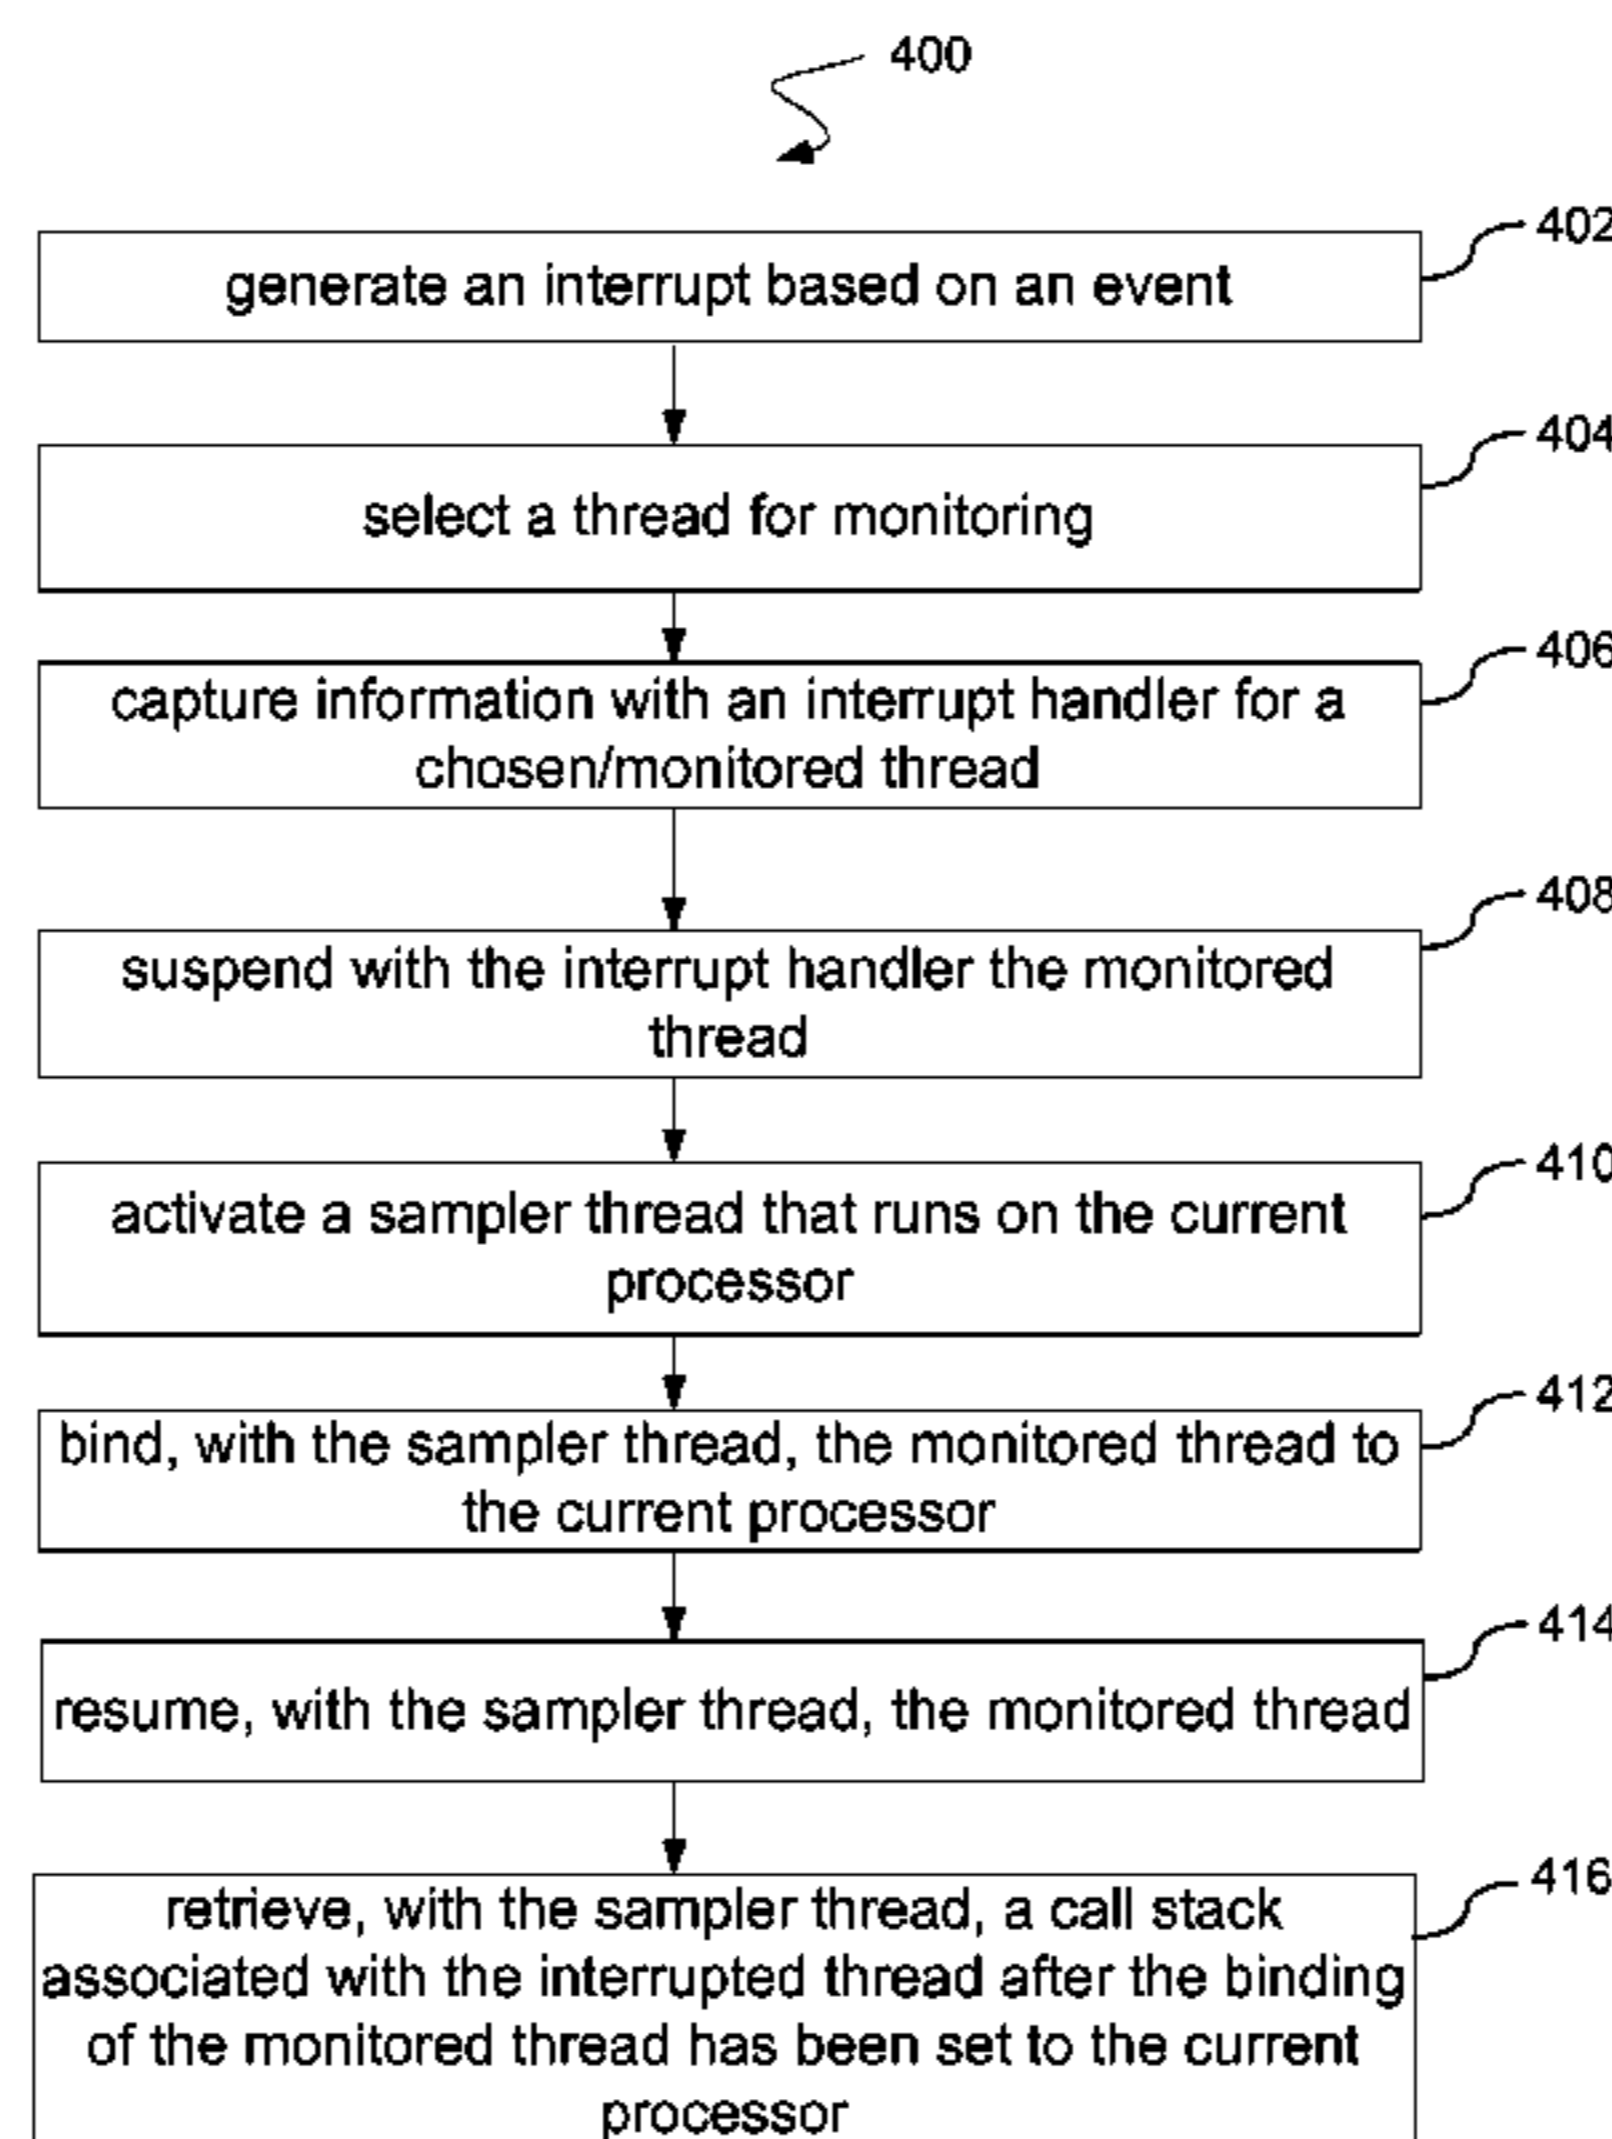 400
402
generate an interrupt based on an event
404
select a thread for monitoring
406
capture information with an interrupt handler for a
chosen/monitored thread
408
suspend with the interrupt handler the monitored
thread
410
activate a sampler thread that runs on the current
processor
412
bind, with the sampler thread, the monitored thread to
the current processor
414
resume, with the sampler thread, the monitored thread
416
retrieve, with the sampler thread, a call stack
associated with the interrupted thread after the binding
of the monitored thread has been set to the current
processor